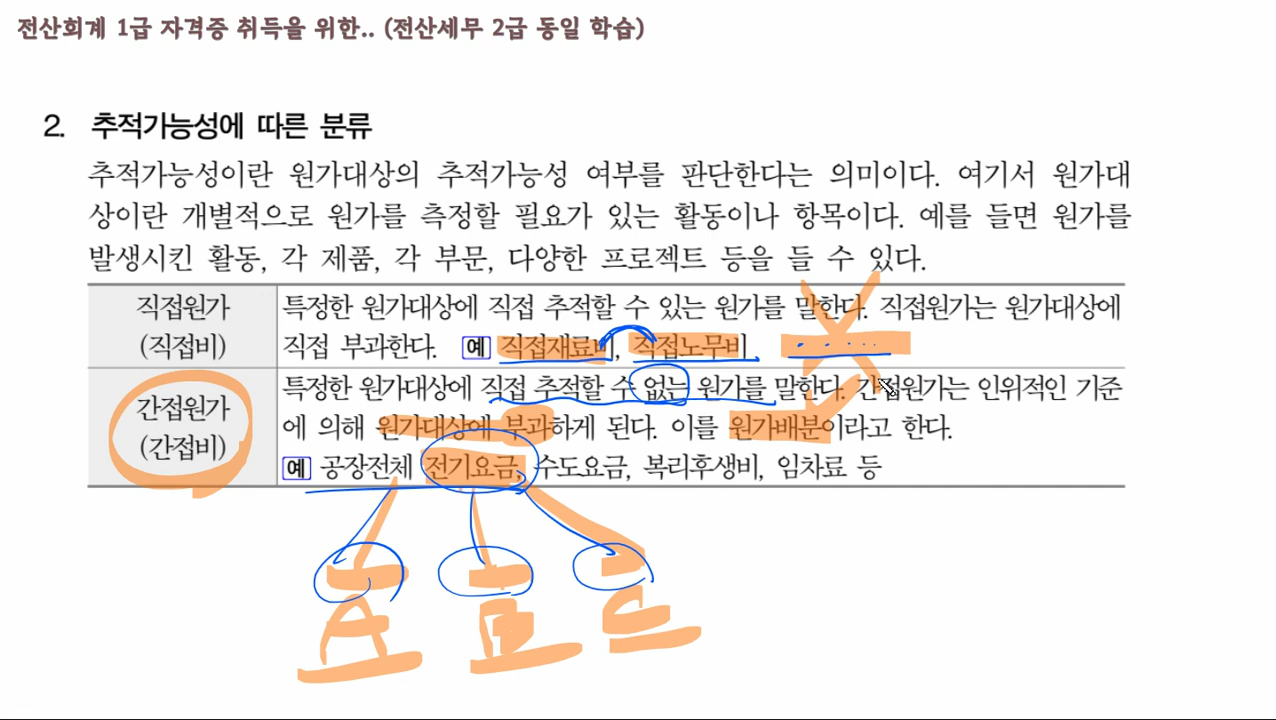 전산회계 1급 자격증 취득을 위한.. (전산세무 2급 동일 학습)
2. 추적가능성에 따른 분류
추적가능성이란 원가대상의 추적가능성 여부를 판단한다는 의미이다. 여기서 원가대
상이란 개별적으로 원가를 측정할 필요가 있는 활동이나 항목이다. 예를 들면 원가를
발생시킨 활동, 각 제품, 각 부문, 다양한 프로젝트 등을 들 수 있다.
직접원가
(직접비)
특정한 원가대상에 직접 추적할 수 있는 원가를 말한다. 직접원가는 원가대상에
직접 부과한다. 예 직접재료비, 직접노무비
간접원가
(간접비)
특정한 원가대상에 직접 추적할 수 없는 원가를 말한다. 간접원가는 인위적인 기준
에 의해 원가대상에 부과하게 된다. 이를 원가배분이라고 한다.
예 공장전체 전기요금, 수도요금, 복리후생비, 임차료 등
A B C